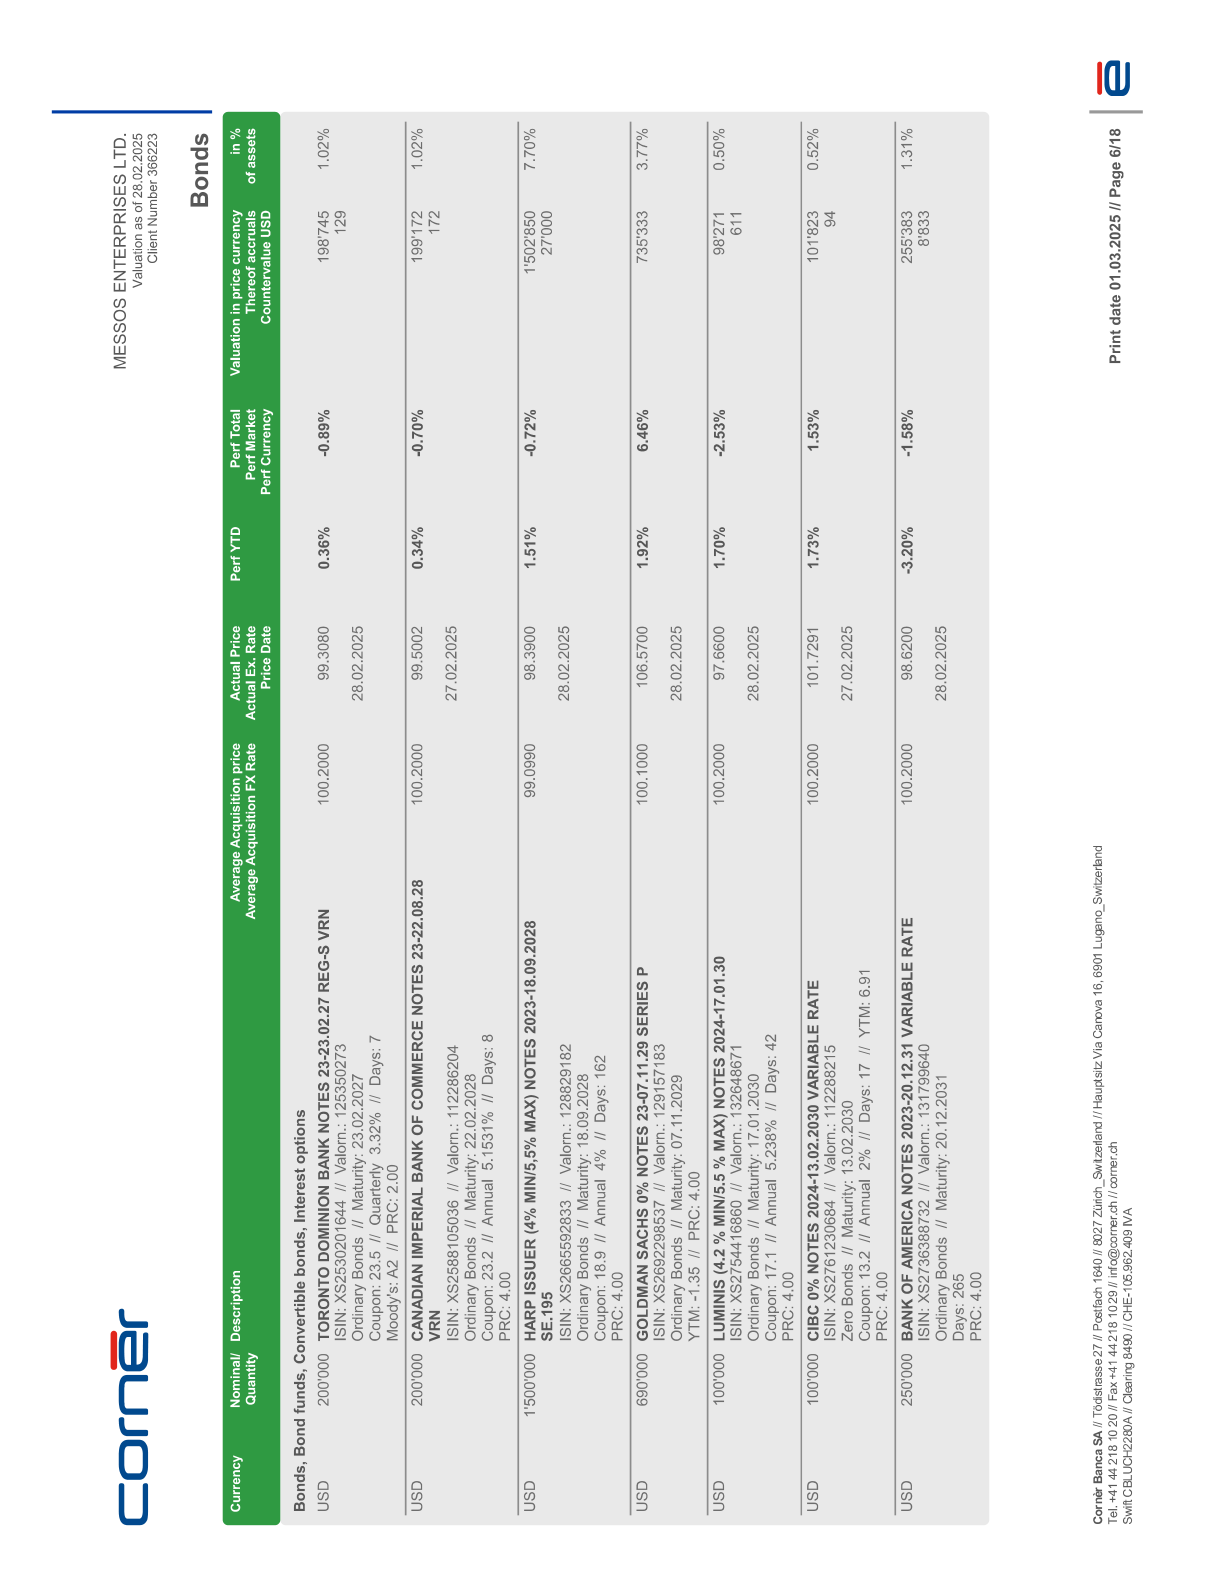 cornèr
MESSOS ENTERPRISES LTD.
Valuation as of 28.02.2025
Client Number 366223
Bonds
Currency Nominal/ Description Average Acquisition price Actual Price Perf YTD Perf Total Valuation in price currency in %
Quantity Average Acquisition FX Rate Actual Ex. Rate Perf Market Thereof accruals of assets
Price Date Perf Currency Countervalue USD
Bonds, Bond funds, Convertible bonds, Interest options
USD 200'000 TORONTO DOMINION BANK NOTES 23-23.02.27 REG-S VRN 100.2000 99.3080 0.36% -0.89% 198'745 1.02%
ISIN: XS2530201644 // Valorn.: 125350273 129
Ordinary Bonds // Maturity: 23.02.2027 28.02.2025
Coupon: 23.5 // Quarterly 3.32% // Days: 7
Moody's: A2 // PRC: 2.00
USD 200'000 CANADIAN IMPERIAL BANK OF COMMERCE NOTES 23-22.08.28 100.2000 99.5002 0.34% -0.70% 199'172 1.02%
VRN 172
ISIN: XS2588105036 // Valorn.: 112286204 27.02.2025
Ordinary Bonds // Maturity: 22.02.2028
Coupon: 23.2 // Annual 5.1531% // Days: 8
PRC: 4.00
USD 1'500'000 HARP ISSUER (4% MIN/5,5% MAX) NOTES 2023-18.09.2028 99.0990 98.3900 1.51% -0.72% 1'502'850 7.70%
SE.195 27'000
ISIN: XS2665592833 // Valorn.: 128829182 28.02.2025
Ordinary Bonds // Maturity: 18.09.2028
Coupon: 18.9 // Annual 4% // Days: 162
PRC: 4.00
USD 690'000 GOLDMAN SACHS 0% NOTES 23-07.11.29 SERIES P 100.1000 106.5700 1.92% 6.46% 735'333 3.77%
ISIN: XS2692298537 // Valorn.: 129157183
Ordinary Bonds // Maturity: 07.11.2029 28.02.2025
YTM: -1.35 // PRC: 4.00
USD 100'000 LUMINIS (4.2 % MIN/5.5 % MAX) NOTES 2024-17.01.30 100.2000 97.6600 1.70% -2.53% 98'271 0.50%
ISIN: XS2754416860 // Valorn.: 132648671 611
Ordinary Bonds // Maturity: 17.01.2030 28.02.2025
Coupon: 17.1 // Annual 5.238% // Days: 42
PRC: 4.00
USD 100'000 CIBC 0% NOTES 2024-13.02.2030 VARIABLE RATE 100.2000 101.7291 1.73% 1.53% 101'823 0.52%
ISIN: XS2761230684 // Valorn.: 112288215 94
Zero Bonds // Maturity: 13.02.2030 27.02.2025
Coupon: 13.2 // Annual 2% // Days: 17 // YTM: 6.91
PRC: 4.00
USD 250'000 BANK OF AMERICA NOTES 2023-20.12.31 VARIABLE RATE 100.2000 98.6200 -3.20% -1.58% 255'383 1.31%
ISIN: XS2736388732 // Valorn.: 131799640 8'833
Ordinary Bonds // Maturity: 20.12.2031 28.02.2025
Days: 265
PRC: 4.00
Cornèr Banca SA // Tödistrasse 27 // Postfach 1640 // 8027 Zürich_Switzerland // Hauptsitz Via Canova 16, 6901 Lugano_Switzerland
Tel. +41 44 218 10 20 // Fax +41 44 218 10 29 // info@corner.ch // corner.ch
Swift CBLUCH2280A // Clearing 8490 // CHE-105.962.409 IVA
Print date 01.03.2025 // Page 6/18